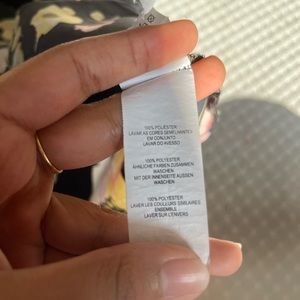 100% POLIÉSTER
LAVAR AS CORES SEMELHANTES
EM CONJUNTO
LAVAR DO AVESSO
100% POLYESTER
ÄHNLICHE FARBEN ZUSAMMEN
WASCHEN
MIT DER INNENSEITE AUSSEN
WASCHEN
100% POLYESTER
LAVER LES COULEURS SIMILAIRES
ENSEMBLE
LAVER SUR L'ENVERS